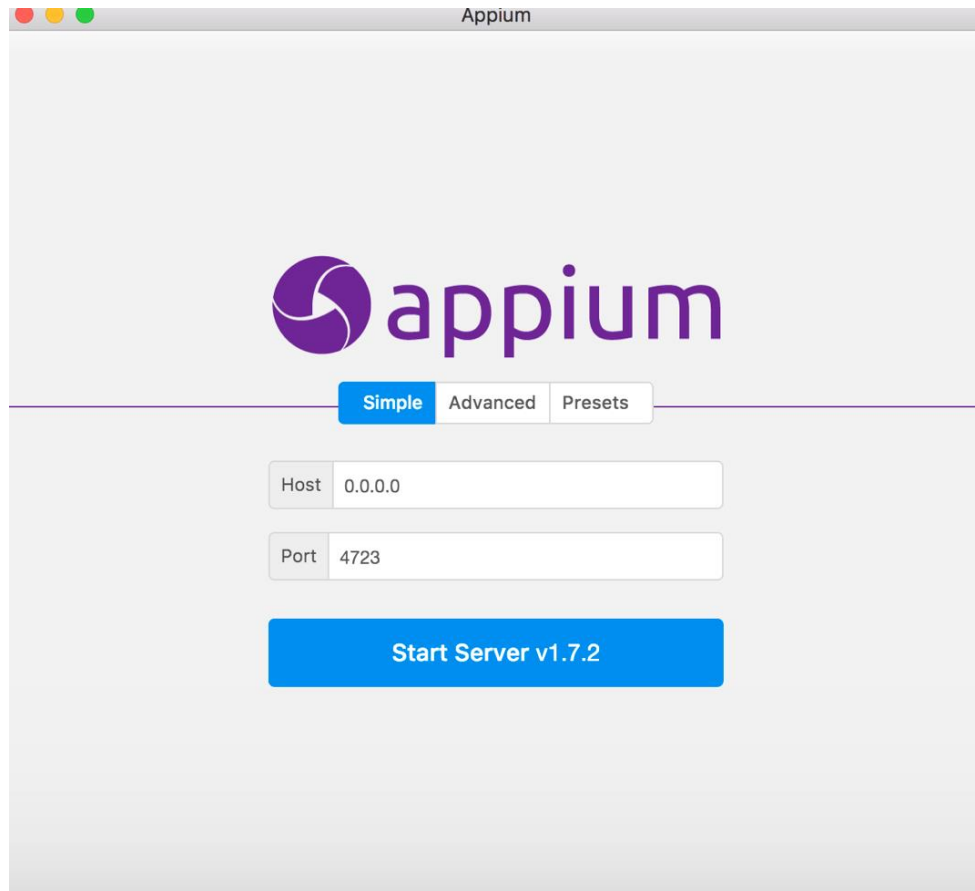 Appium
appium
Simple Advanced Presets
Host 0.0.0.0
Port 4723
Start Server v1.7.2